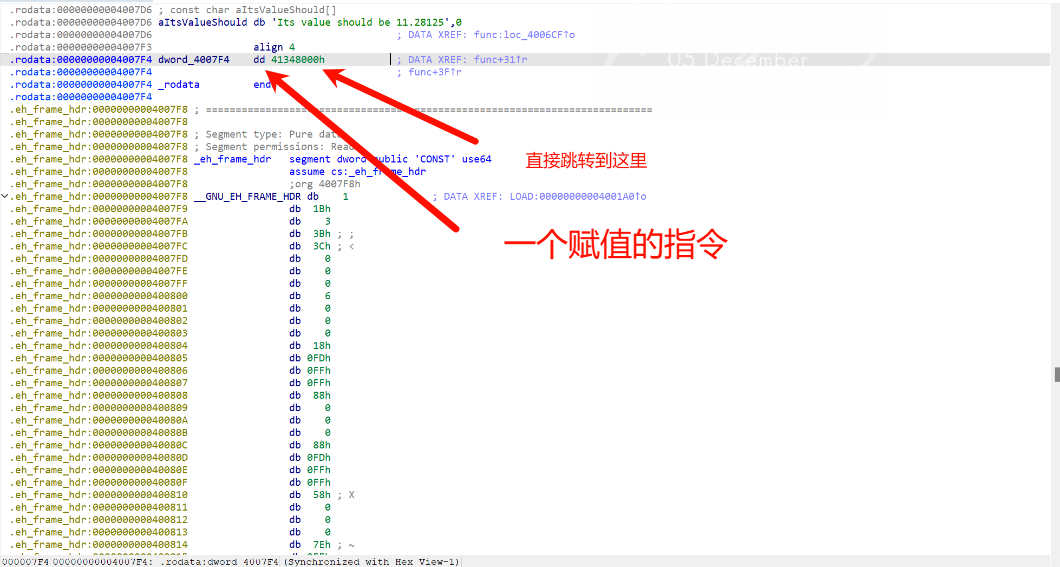 .rodata:00000000004007D6 ; const char aItsValueShould[]
.rodata:00000000004007D6 aItsValueShould db 'Its value should be 11.28125',0
.rodata:00000000004007D6 ; DATA XREF: func:loc_4006CF↑o
.rodata:00000000004007F3 align 4
.rodata:00000000004007F4 dword_4007F4 dd 41348000h ; DATA XREF: func+31↑r
05 December
.rodata:00000000004007F4 ; func+3F↑r
.rodata:00000000004007F4 _rodata end
.rodata:00000000004007F4
.eh_frame_hdr:00000000004007F8 ; ===========================================================================
.eh_frame_hdr:00000000004007F8
.eh_frame_hdr:00000000004007F8 ; Segment type: Pure dat
.eh_frame_hdr:00000000004007F8 ; Segment permissions: Read
.eh_frame_hdr:00000000004007F8 _eh_frame_hdr segment dword public 'CONST' use64
直接跳转到这里
.eh_frame_hdr:00000000004007F8 assume cs:_eh_frame_hdr
.eh_frame_hdr:00000000004007F8 ;org 4007F8h
.eh_frame_hdr:00000000004007F8 __GNU_EH_FRAME_HDR db 1 ; DATA XREF: LOAD:00000000004001A0↑o
.eh_frame_hdr:00000000004007F9 db 1Bh
.eh_frame_hdr:00000000004007FA db 3
.eh_frame_hdr:00000000004007FB db 3Bh ; ;
.eh_frame_hdr:00000000004007FC db 3Ch ; <
一个赋值的指令
.eh_frame_hdr:00000000004007FD db 0
.eh_frame_hdr:00000000004007FE db 0
.eh_frame_hdr:00000000004007FF db 0
.eh_frame_hdr:0000000000400800 db 6
.eh_frame_hdr:0000000000400801 db 0
.eh_frame_hdr:0000000000400802 db 0
.eh_frame_hdr:0000000000400803 db 0
.eh_frame_hdr:0000000000400804 db 18h
.eh_frame_hdr:0000000000400805 db 0FDh
.eh_frame_hdr:0000000000400806 db 0FFh
.eh_frame_hdr:0000000000400807 db 0FFh
.eh_frame_hdr:0000000000400808 db 88h
.eh_frame_hdr:0000000000400809 db 0
.eh_frame_hdr:000000000040080A db 0
.eh_frame_hdr:000000000040080B db 0
.eh_frame_hdr:000000000040080C db 88h
.eh_frame_hdr:000000000040080D db 0FDh
.eh_frame_hdr:000000000040080E db 0FFh
.eh_frame_hdr:000000000040080F db 0FFh
.eh_frame_hdr:0000000000400810 db 58h ; X
.eh_frame_hdr:0000000000400811 db 0
.eh_frame_hdr:0000000000400812 db 0
.eh_frame_hdr:0000000000400813 db 0
.eh_frame_hdr:0000000000400814 db 7Eh ; ~
000007F4 00000000004007F4: .rodata:dword_4007F4 (Synchronized with Hex View-1)